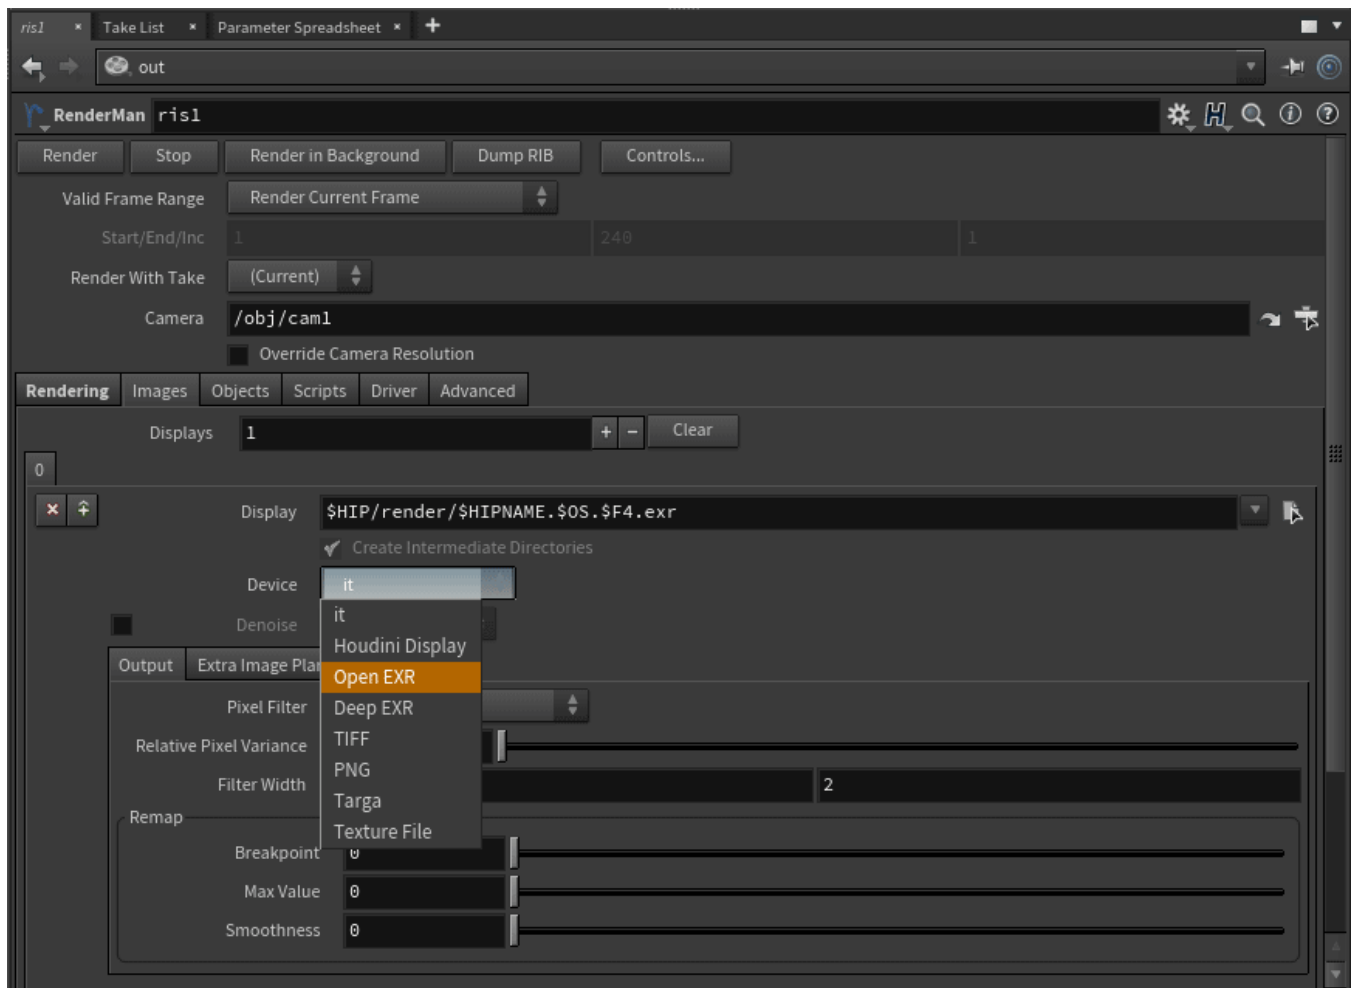 ris1 × Take List × Parameter Spreadsheet × +
out
RenderMan ris1
Render Stop Render in Background Dump RIB Controls...
Valid Frame Range Render Current Frame
Start/End/Inc 1 240 1
Render With Take (Current)
Camera /obj/cam1
Override Camera Resolution
Rendering Images Objects Scripts Driver Advanced
Displays 1 + − Clear
0
Display $HIP/render/$HIPNAME.$OS.$F4.exr
Create Intermediate Directories
Device it
it
Denoise
Houdini Display
Output Extra Image Pla
Open EXR
Pixel Filter Deep EXR
Relative Pixel Variance TIFF
PNG
Filter Width 2
Targa
Remap
Texture File
Breakpoint 0
Max Value 0
Smoothness 0